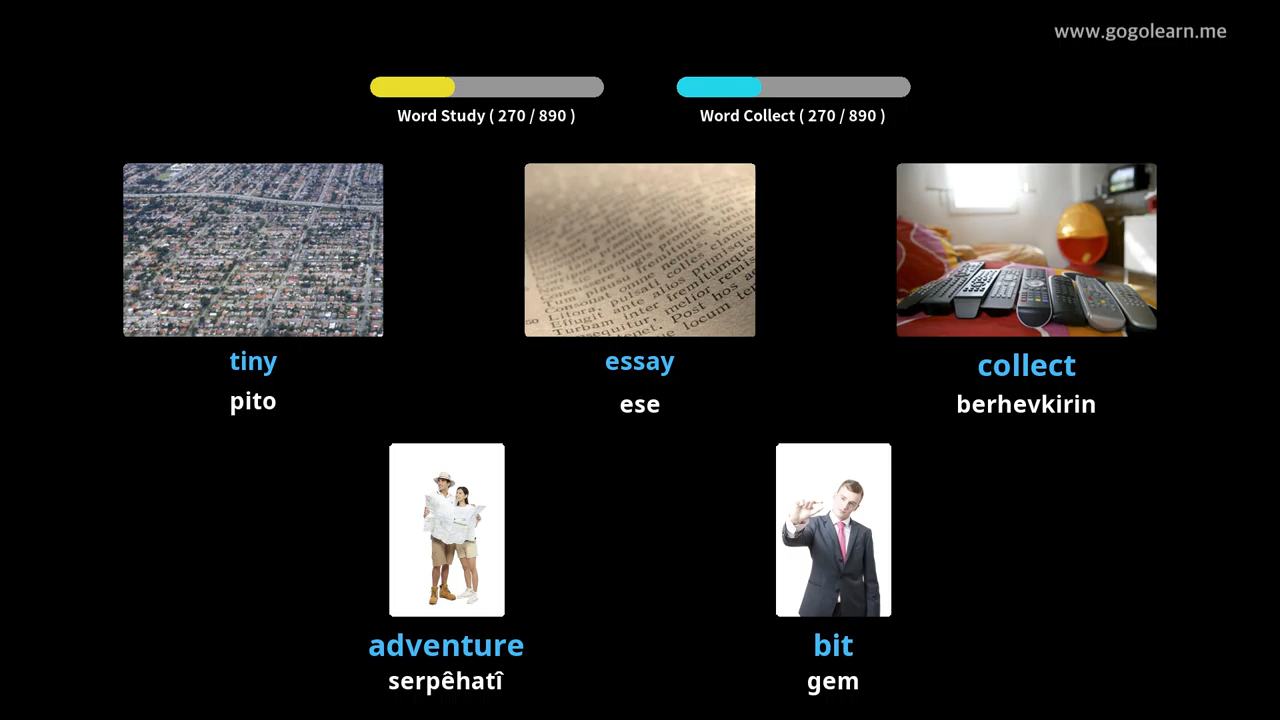 www.gogolearn.me
Word Study ( 270 / 890 )
Word Collect ( 270 / 890 )
tiny
pito
essay
ese
collect
berhevkirin
adventure
serpêhatî
bit
gem